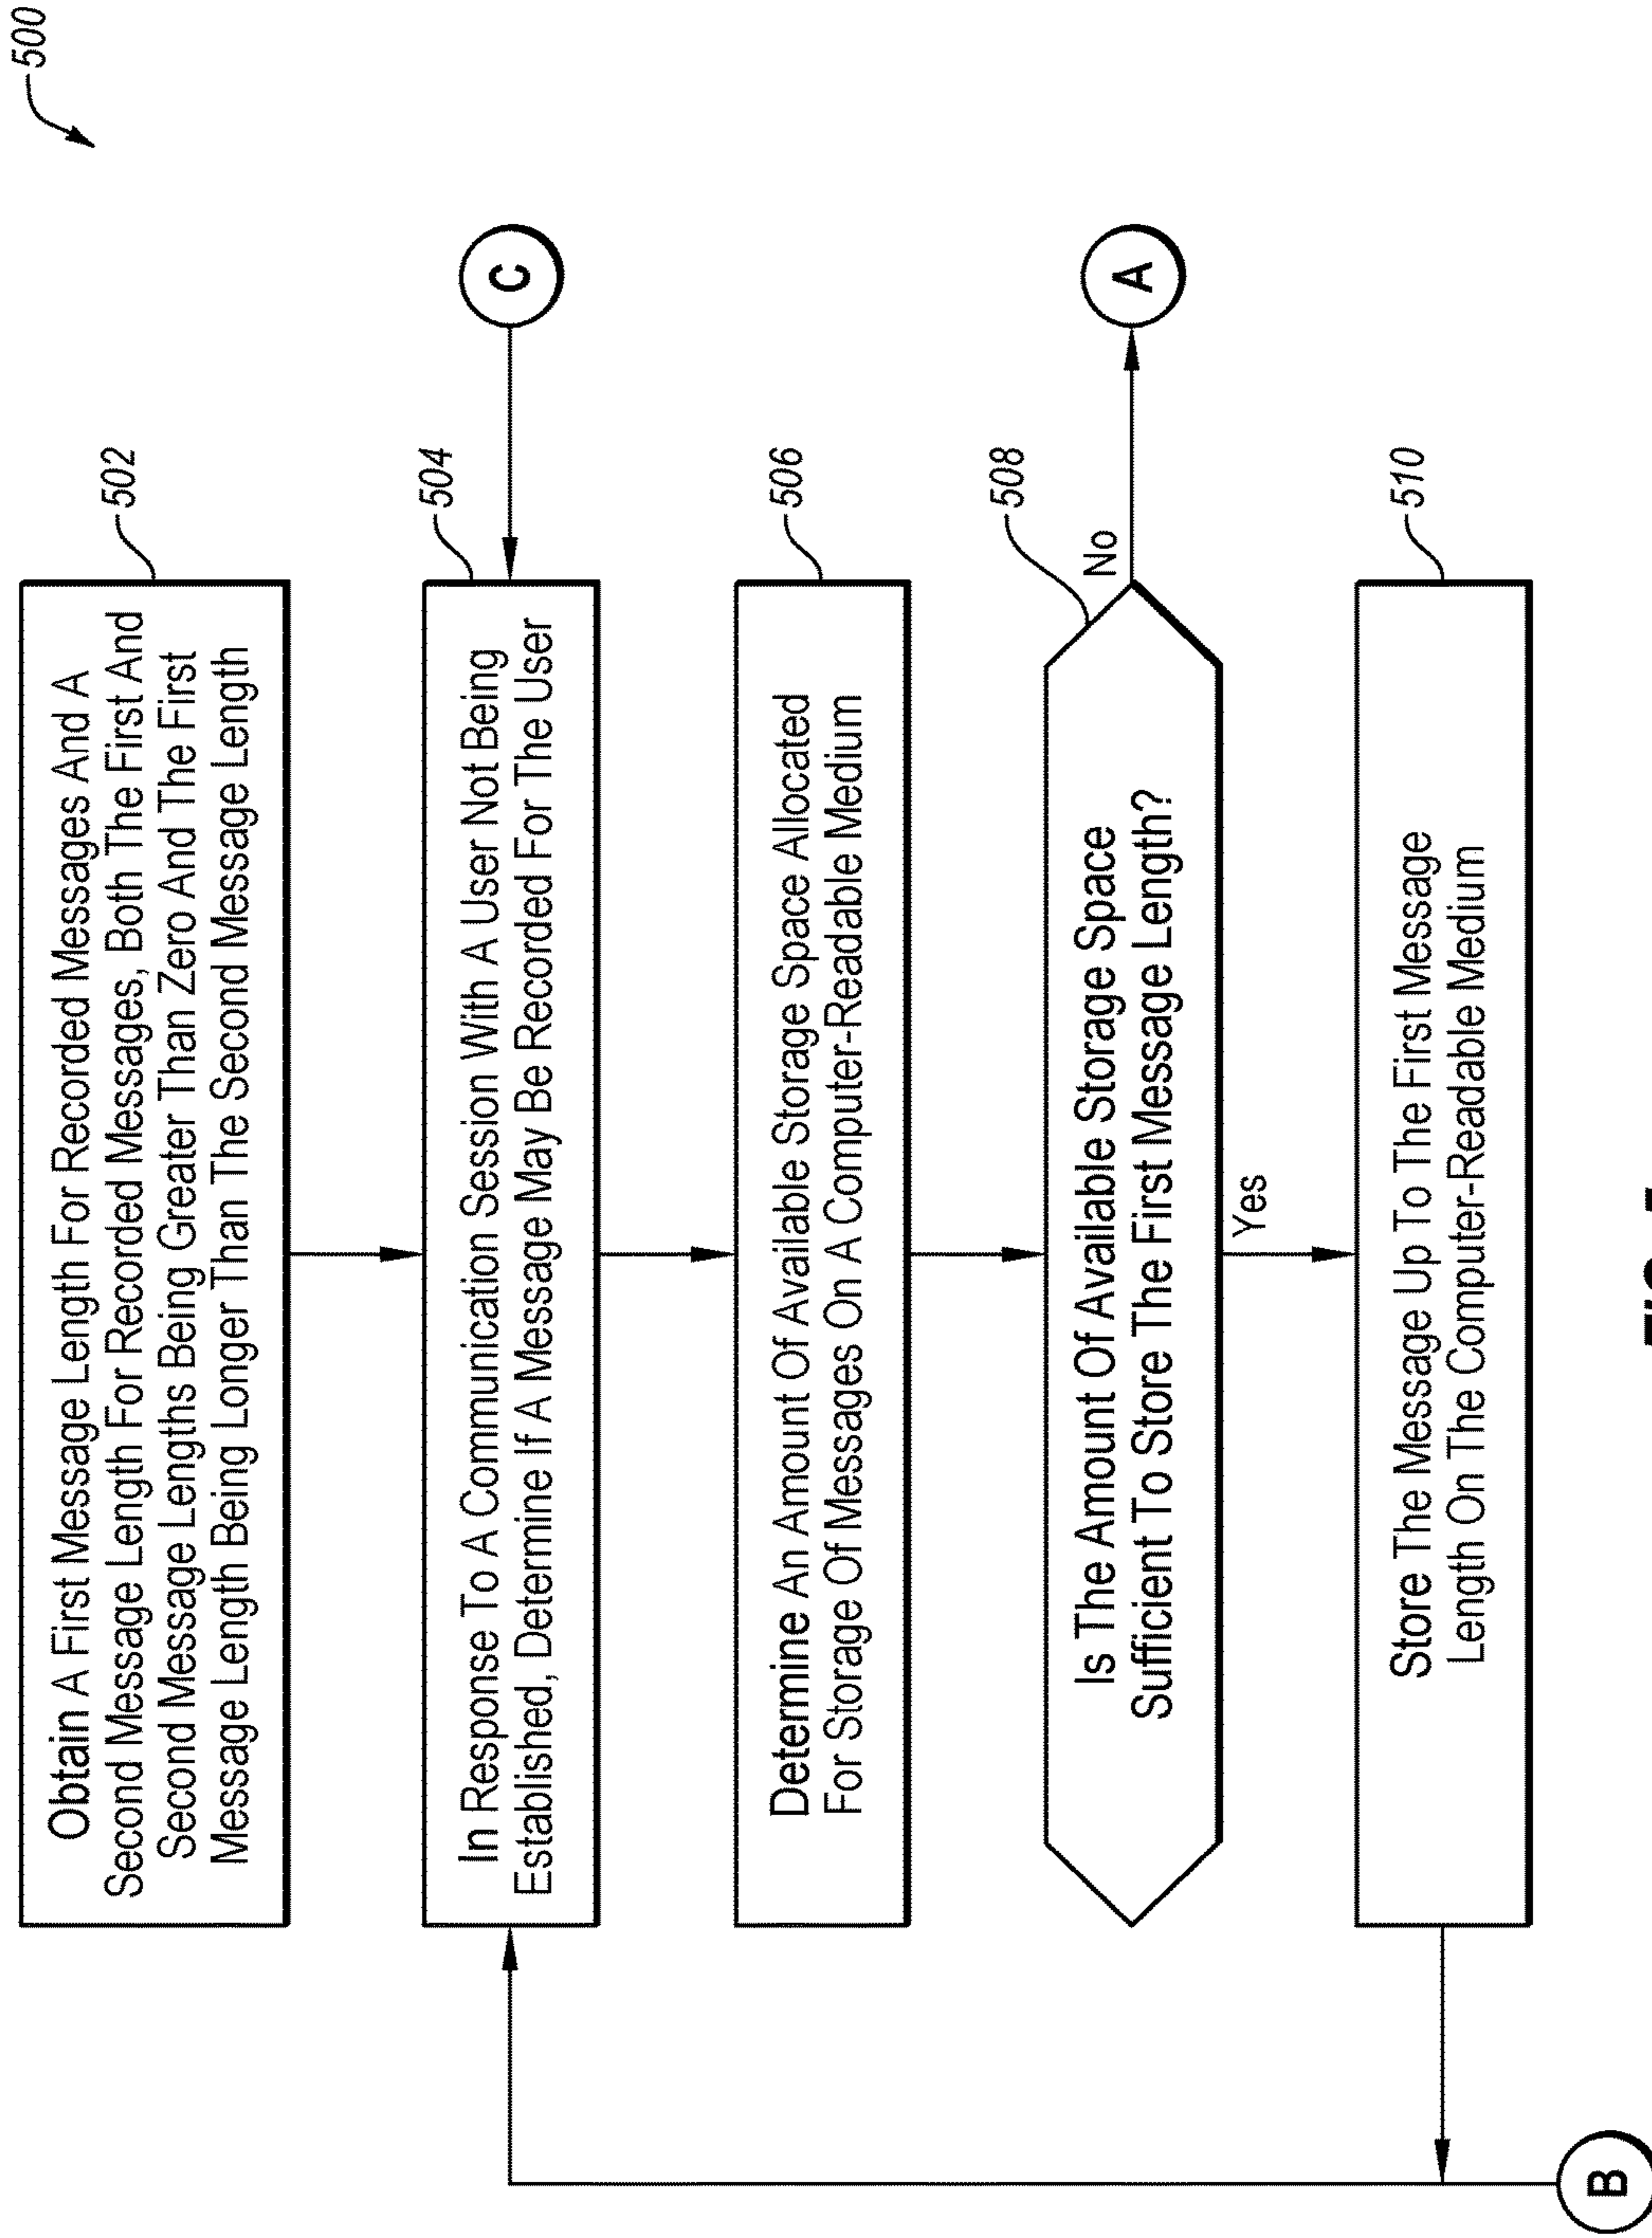 500
Obtain A First Message Length For Recorded Messages And A
Second Message Length For Recorded Messages, Both The First And
Second Message Lengths Being Greater Than Zero And The First
Message Length Being Longer Than The Second Message Length
502
In Response To A Communication Session With A User Not Being
Established, Determine If A Message May Be Recorded For The User
504
C
Determine An Amount Of Available Storage Space Allocated
For Storage Of Messages On A Computer-Readable Medium
506
Is The Amount Of Available Storage Space
Sufficient To Store The First Message Length?
508
No
A
Yes
Store The Message Up To The First Message
Length On The Computer-Readable Medium
510
B